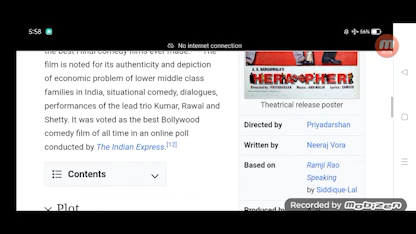 5:58
56%
No internet connection
the best Hindi comedy films ever made.
film is noted for its authenticity and depiction
of economic problem of lower middle class
families in India, situational comedy, dialogues,
performances of the lead trio Kumar, Rawal and
Shetty. It was voted as the best Bollywood
comedy film of all time in an online poll
conducted by The Indian Express.[12]
Contents
Plot
HERA PHERI
Theatrical release poster
Directed by Priyadarshan
Written by Neeraj Vora
Based on Ramji Rao
Speaking
by Siddique-Lal
Produced by
Recorded by MOBIZEN